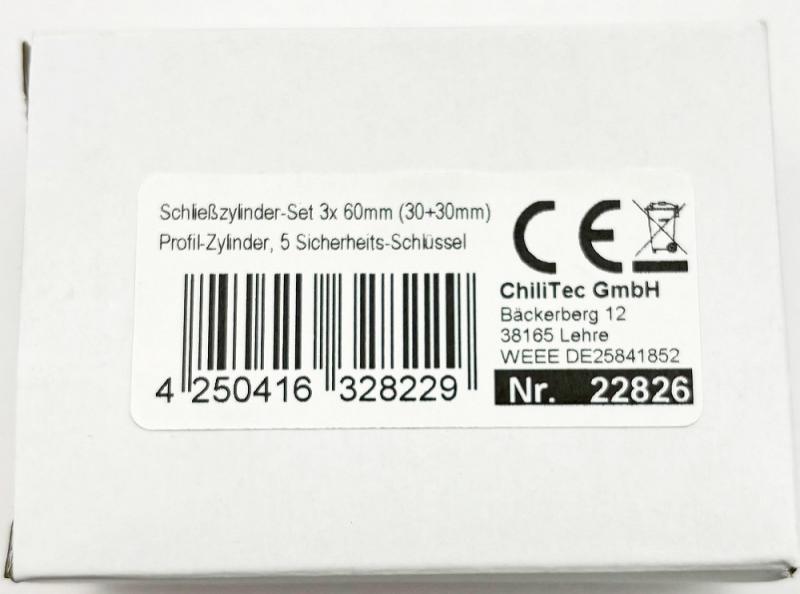 Schließzylinder-Set 3x 60mm (30+30mm)
Profil-Zylinder, 5 Sicherheits-Schlüssel
CE
ChiliTec GmbH
Bäckerberg 12
38165 Lehre
WEEE DE25841852
Nr. 22826
4 250416 328229